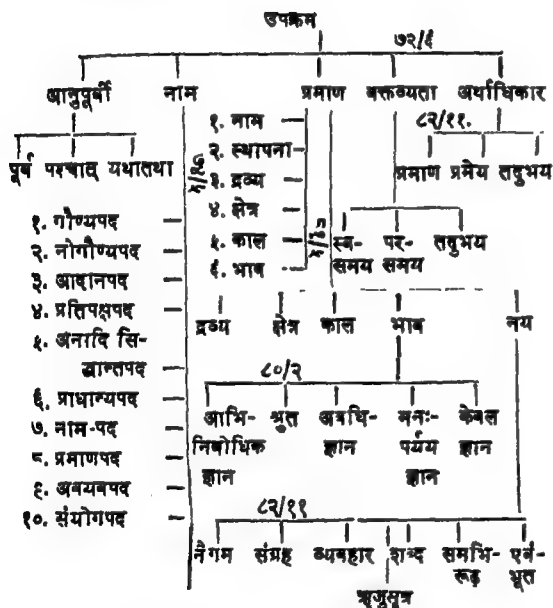 उपक्रम
७२/६
आनुपूर्वी नाम प्रमाण वक्तव्यता अर्थाधिकार
८२/११.
पूर्व पश्चात् यथातथा
प्रमाण प्रमेय तदुभय
१. नाम
२. स्थापना
३. द्रव्य
४. क्षेत्र
५. काल
६. भाव
स्व-समय पर-समय तदुभय
१. गौण्यपद
२. नोगौण्यपद
३. आदानपद
४. प्रतिपक्षपद
५. अनादि सि-
द्धान्तपद
६. प्राधान्यपद
७. नाम-पद
८. प्रमाणपद
९. अवयवपद
१०. संयोगपद
द्रव्य क्षेत्र काल भाव नय
८०/२
आभि-निबोधिक ज्ञान श्रुत अवधि ज्ञान मनः-पर्यय ज्ञान केवल ज्ञान
८२/११
नैगम संग्रह व्यवहार शब्द समभि-रूढ़ एवं-भूत
ऋजुसूत्र